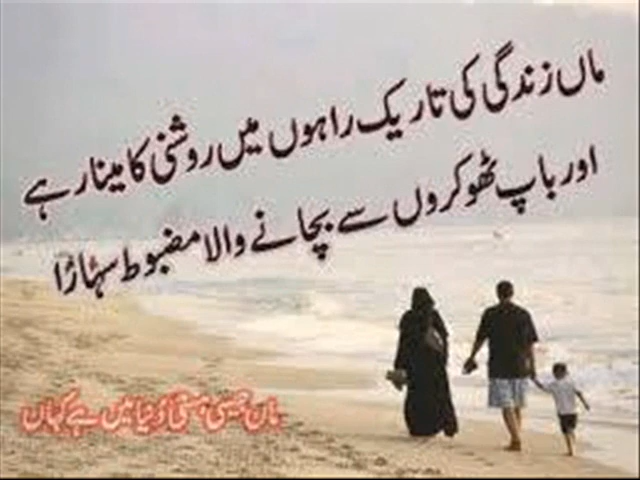 ماں زندگی کی تاریک راہوں میں روشنی کا مینار ہے
اور باپ ٹھوکروں سے بچانے والا مضبوط سہارا
ماں جیسی ہستی دنیا میں ہے کہاں